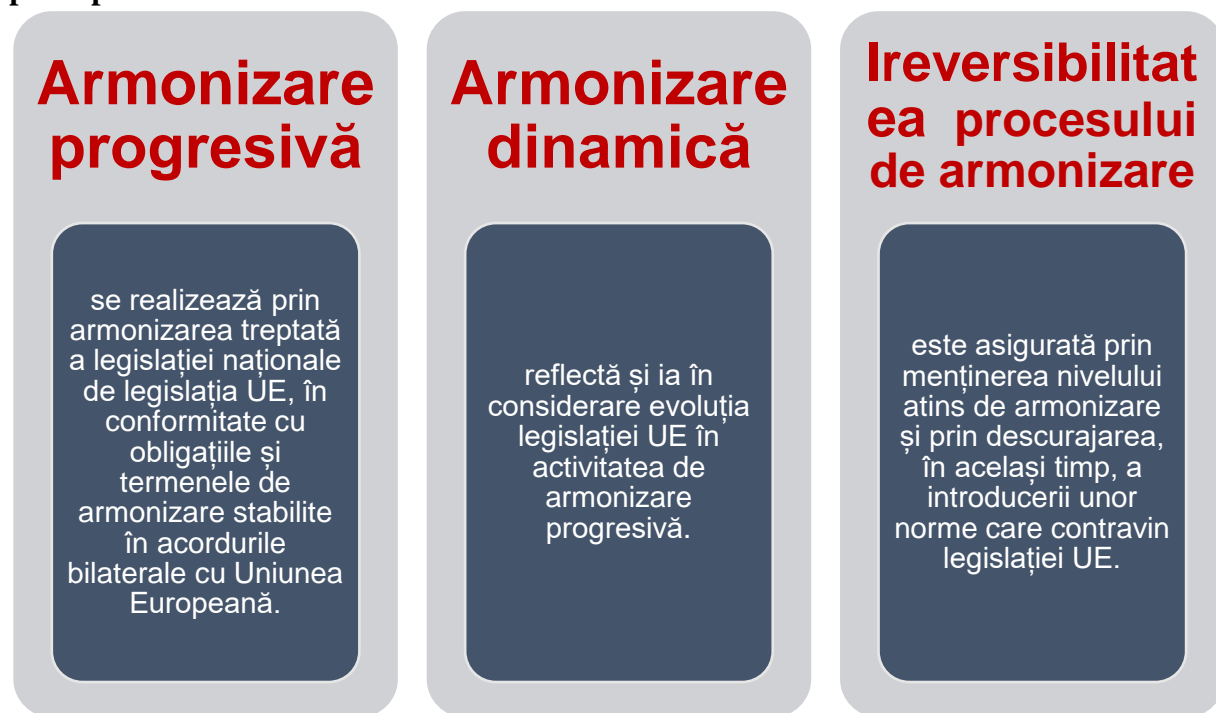 Armonizare
progresivă
se realizează prin
armonizarea treptată
a legislației naționale
de legislația UE, în
conformitate cu
obligațiile și
termenele de
armonizare stabilite
în acordurile
bilaterale cu Uniunea
Europeană.
Armonizare
dinamică
reflectă și ia în
considerare evoluția
legislației UE în
activitatea de
armonizare
progresivă.
Ireversibilitat
ea procesului
de armonizare
este asigurată prin
menținerea nivelului
atins de armonizare
și prin descurajarea,
în același timp, a
introducerii unor
norme care contravin
legislației UE.